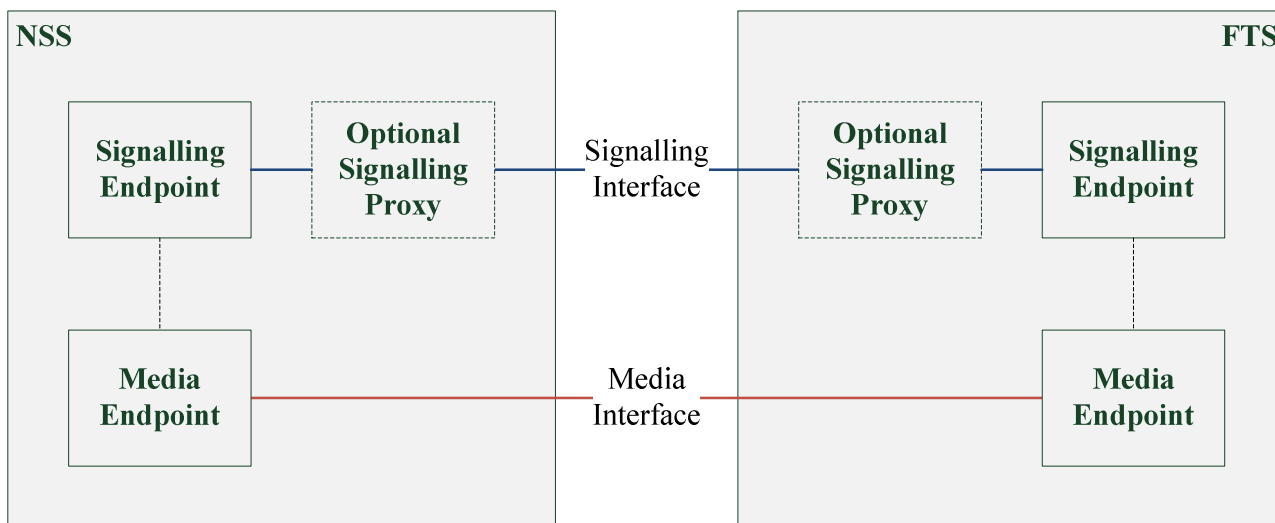 NSS
FTS
Signalling
Endpoint
Optional
Signalling
Proxy
Signalling
Interface
Optional
Signalling
Proxy
Signalling
Endpoint
Media
Endpoint
Media
Interface
Media
Endpoint